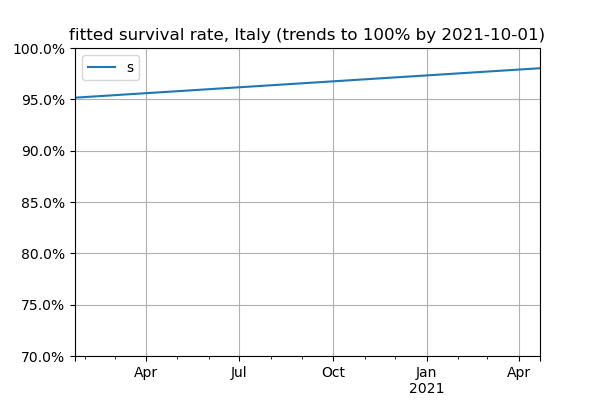 fitted survival rate, Italy (trends to 100% by 2021-10-01)
100.0%
s
95.0%
90.0%
85.0%
80.0%
75.0%
70.0%
Apr Jul Oct Jan Apr
2021